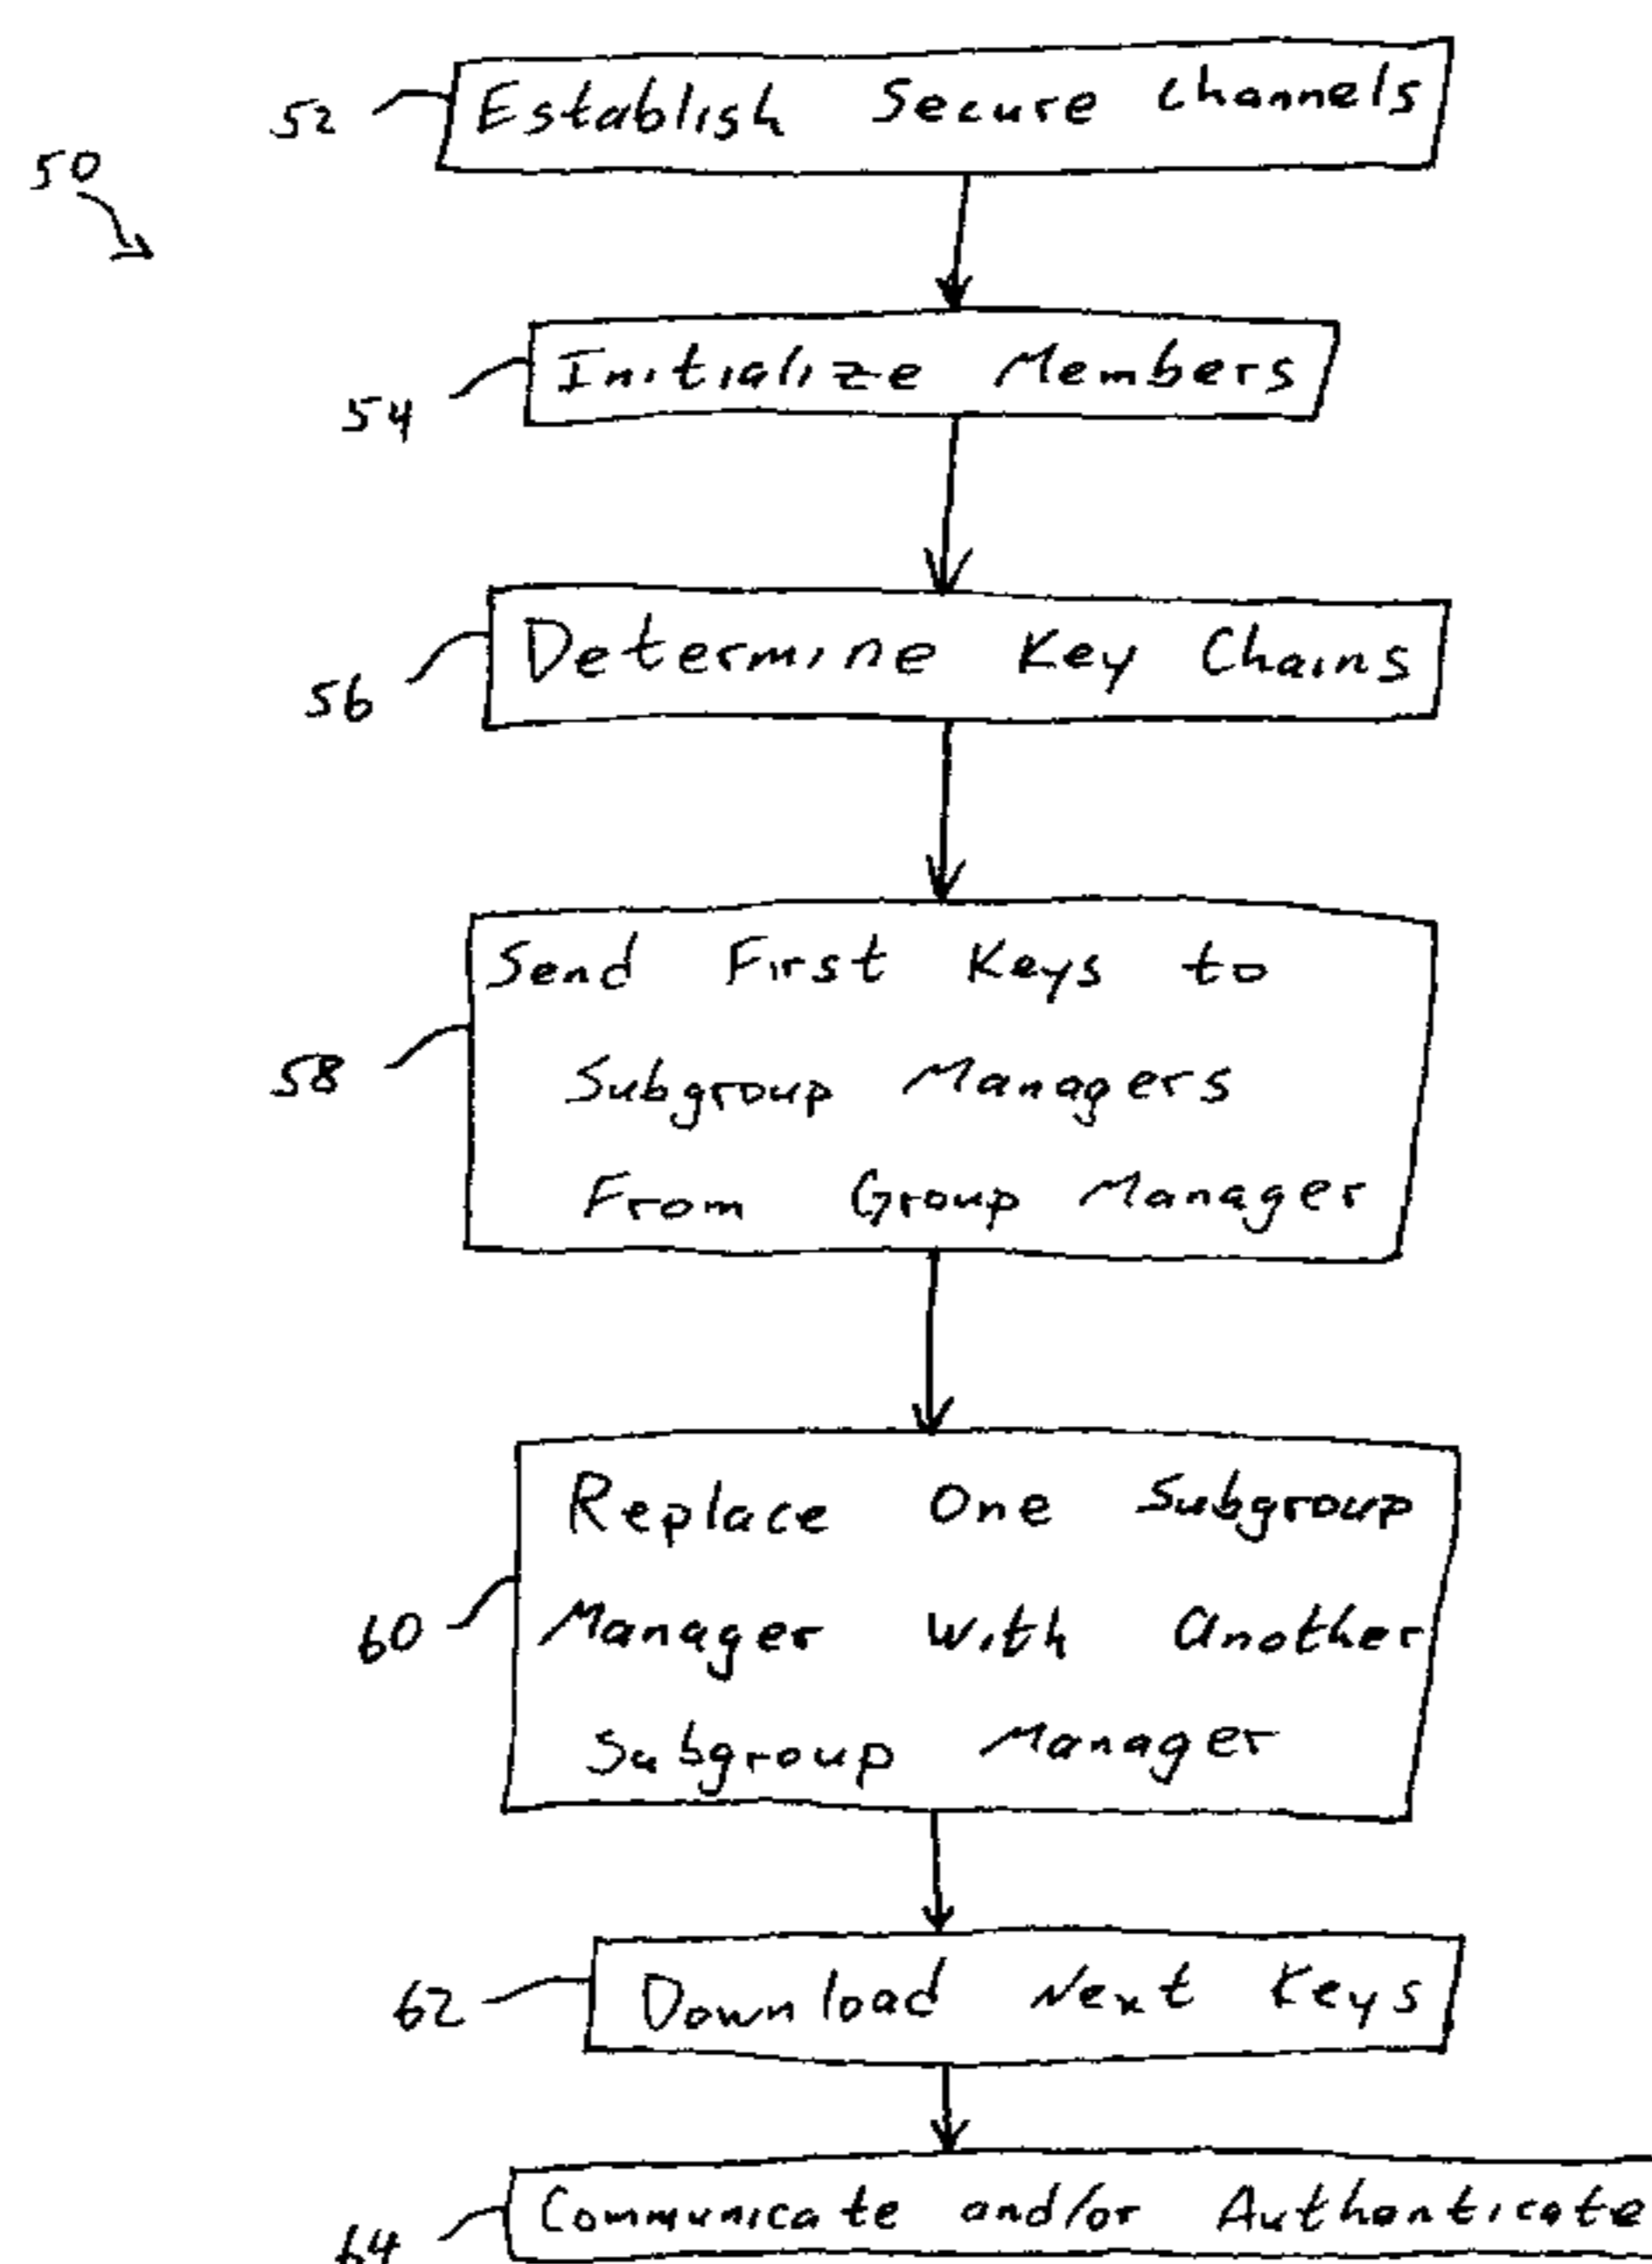 52
Establish Secure Channels
50
Initialize Members
54
Determine Key Chains
56
Send First Keys to
58
Subgroup Managers
From Group Manager
Replace One Subgroup
60
Manager with Another
Subgroup Manager
62
Download Next Keys
64
Communicate and/or Authenticate